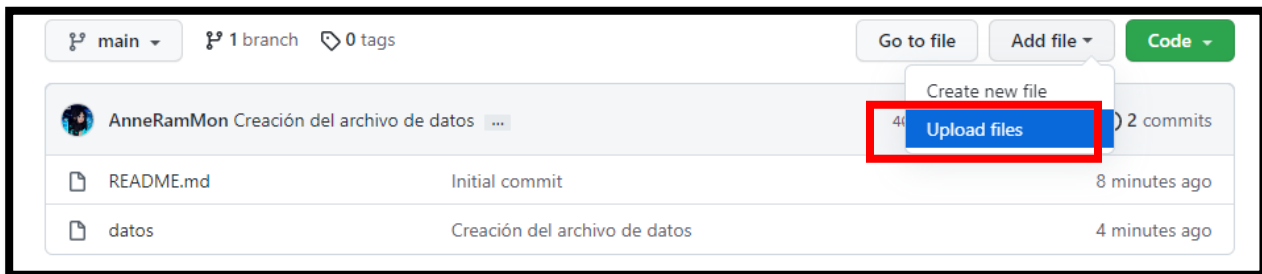 main 1 branch 0 tags Go to file Add file Code
Create new file
AnneRamMon Creación del archivo de datos ... 2 commits
Upload files
README.md Initial commit 8 minutes ago
datos Creación del archivo de datos 4 minutes ago